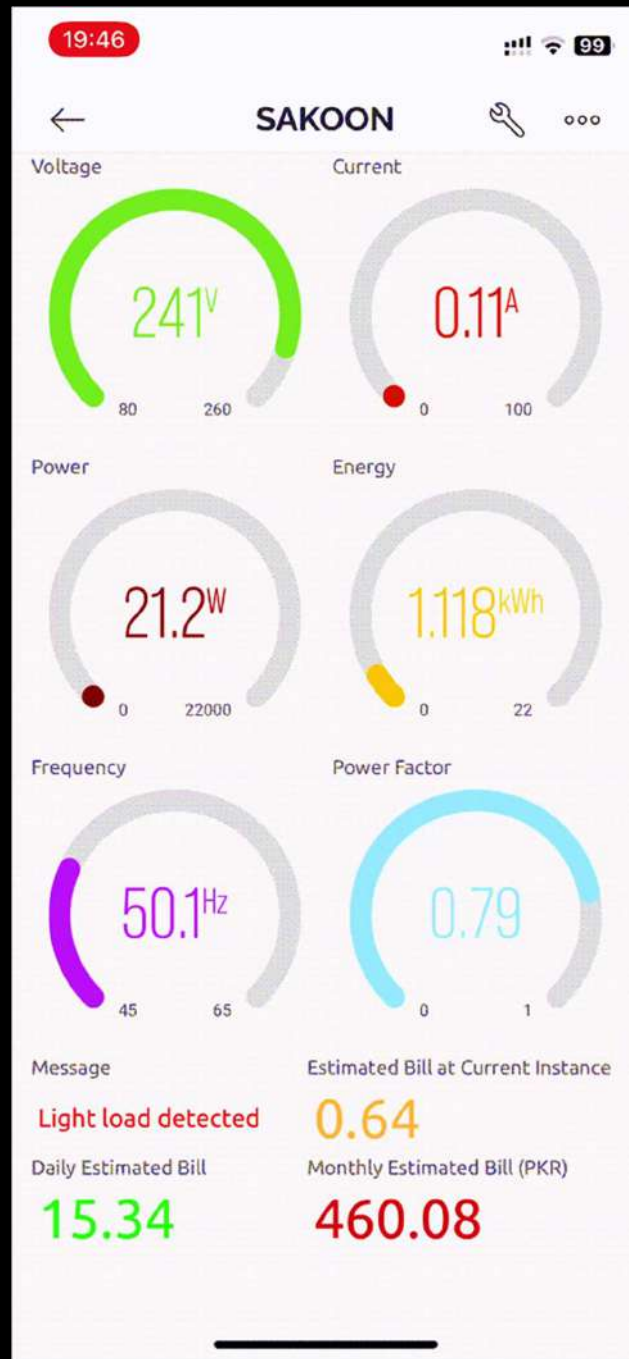 19:46
99
SAKOON
Voltage Current
241V 0.11A
80 260 0 100
Power Energy
21.2W 1.118kWh
0 22000 0 22
Frequency Power Factor
50.1Hz 0.79
45 65 0 1
Message Estimated Bill at Current Instance
Light load detected 0.64
Daily Estimated Bill Monthly Estimated Bill (PKR)
15.34 460.08